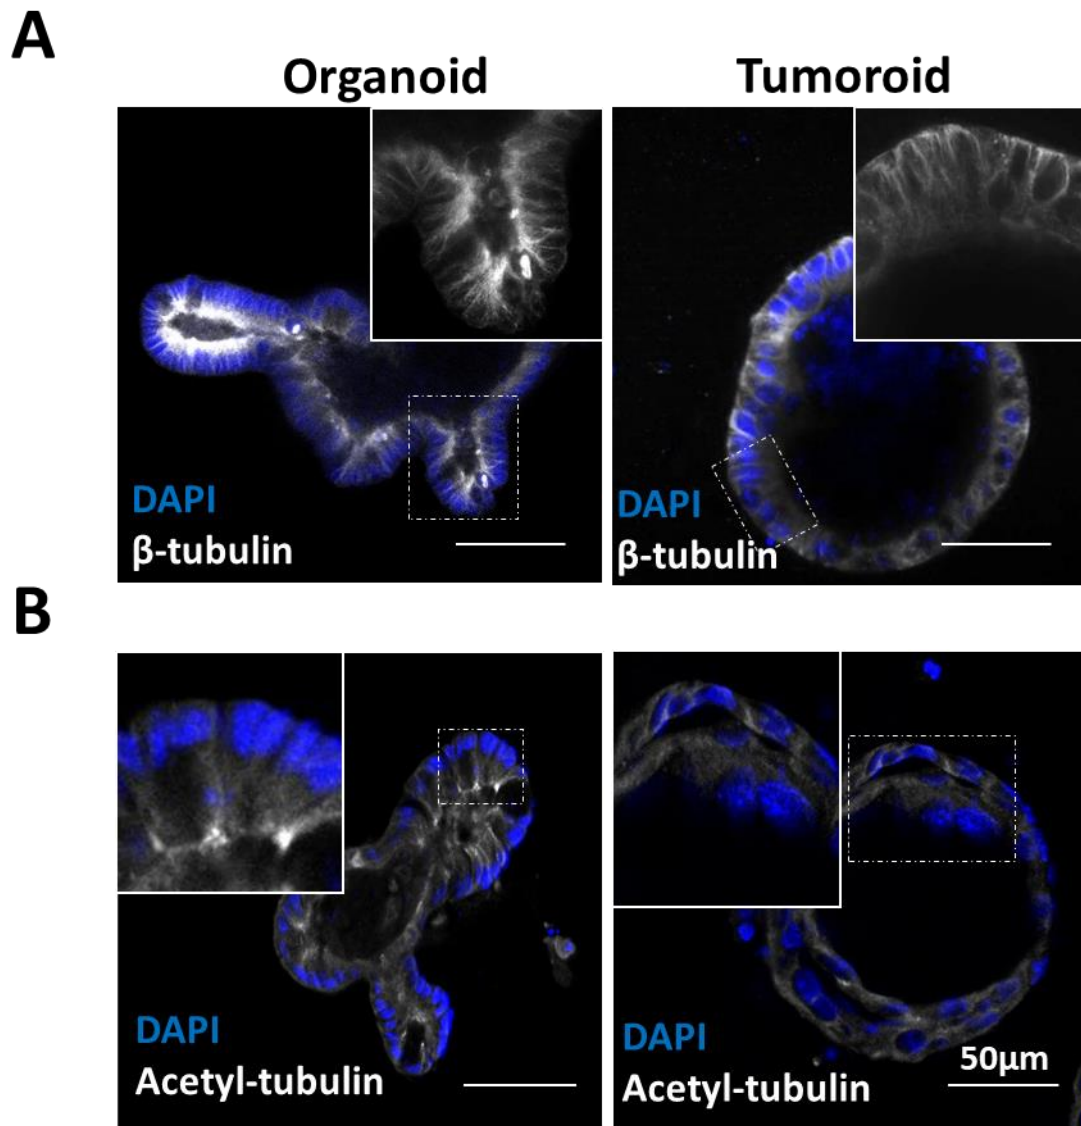 A
Organoid
Tumoroid
DAPI
β-tubulin
DAPI
β-tubulin
B
DAPI
Acetyl-tubulin
DAPI
50μm
Acetyl-tubulin